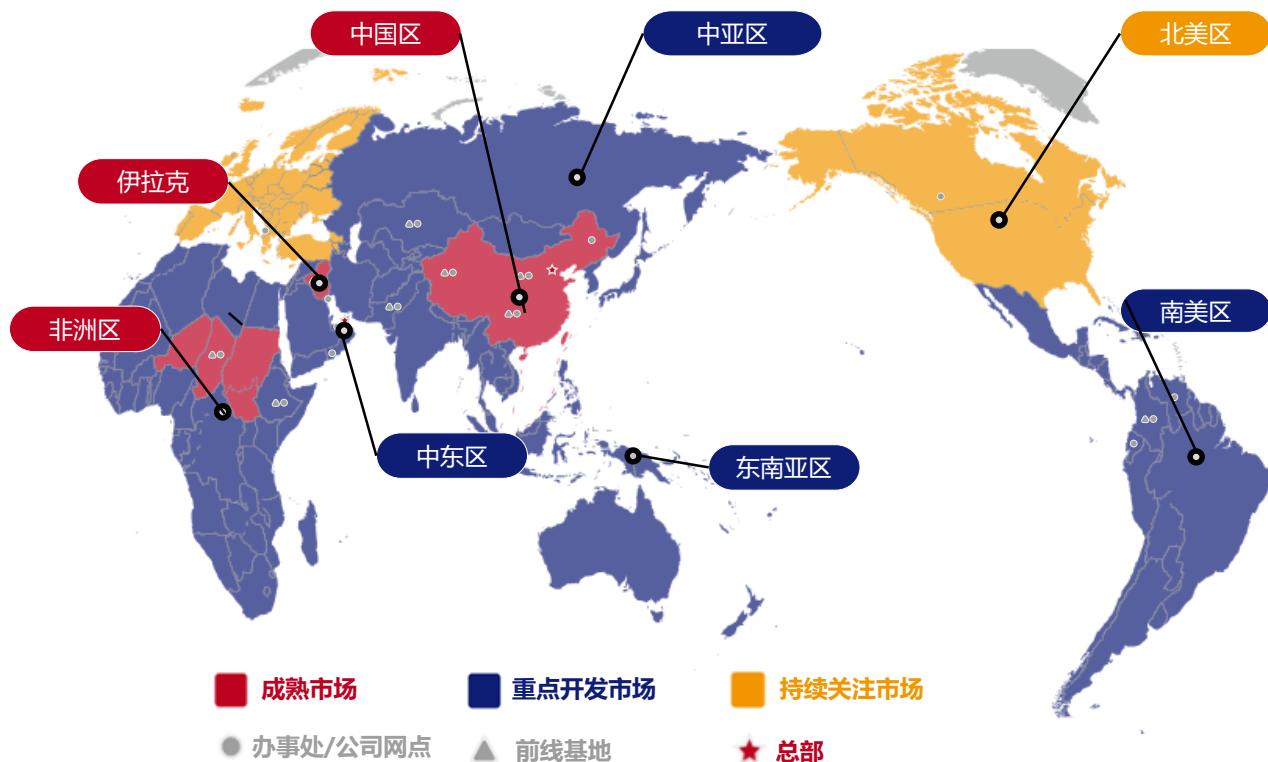 中国区
中亚区
北美区
伊拉克
非洲区
南美区
中东区
东南亚区
成熟市场
重点开发市场
持续关注市场
办事处/公司网点
前线基地
总部